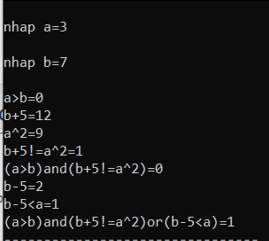 nhap a=3
nhap b=7
a>b=0
b+5=12
a^2=9
b+5!=a^2=1
(a>b)and(b+5!=a^2)=0
b-5=2
b-5<a=1
(a>b)and(b+5!=a^2)or(b-5<a)=1